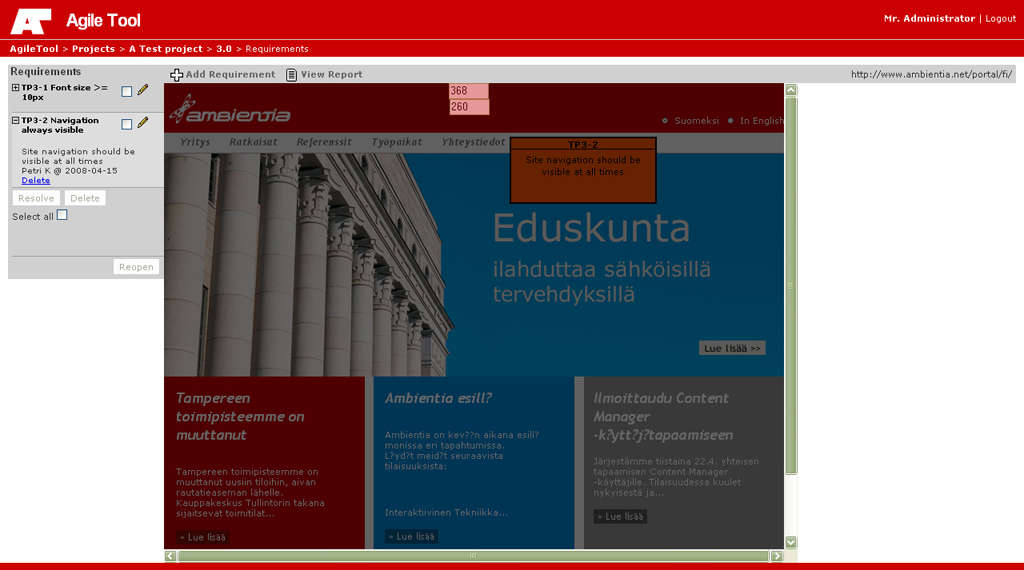 Agile Tool
Mr. Administrator | Logout
AgileTool > Projects > A Test project > 3.0 > Requirements
Requirements
TP3-1 Font size >=
10px
TP3-2 Navigation
always visible
Site navigation should be
visible at all times
Petri K @ 2008-04-15
Delete
Resolve Delete
Select all
Reopen
Add Requirement View Report
http://www.ambientia.net/portal/fi/
368
260
ambientia
Suomeksi In English
Yritys Ratkaisut Referenssit Työpaikat Yhteystiedot
TP3-2
Site navigation should be
visible at all times
Eduskunta
ilahduttaa sähköisillä
tervehdyksillä
Lue lisää >>
Tampereen
toimipisteemme on
muuttanut
Tampereen toimipisteemme on
muuttanut uusiin tiloihin, aivan
rautatieaseman lähelle.
Kauppakeskus Tullintorin takana
sijaitsevat toimitilat...
» Lue lisää
Ambientia esill?
Ambientia on kev??n aikana esill?
monissa eri tapahtumissa.
L?yd?t meid?t seuraavista
tilaisuuksista:
Interaktiivinen Tekniikka...
» Lue lisää
Ilmoittaudu Content
Manager
-k?ytt?j?tapaamiseen
Järjestämme tiistaina 22.4. yhteisen
tapaamisen Content Manager
-käyttäjille. Tilaisuudessa kuulet
nykyisestä ja...
» Lue lisää